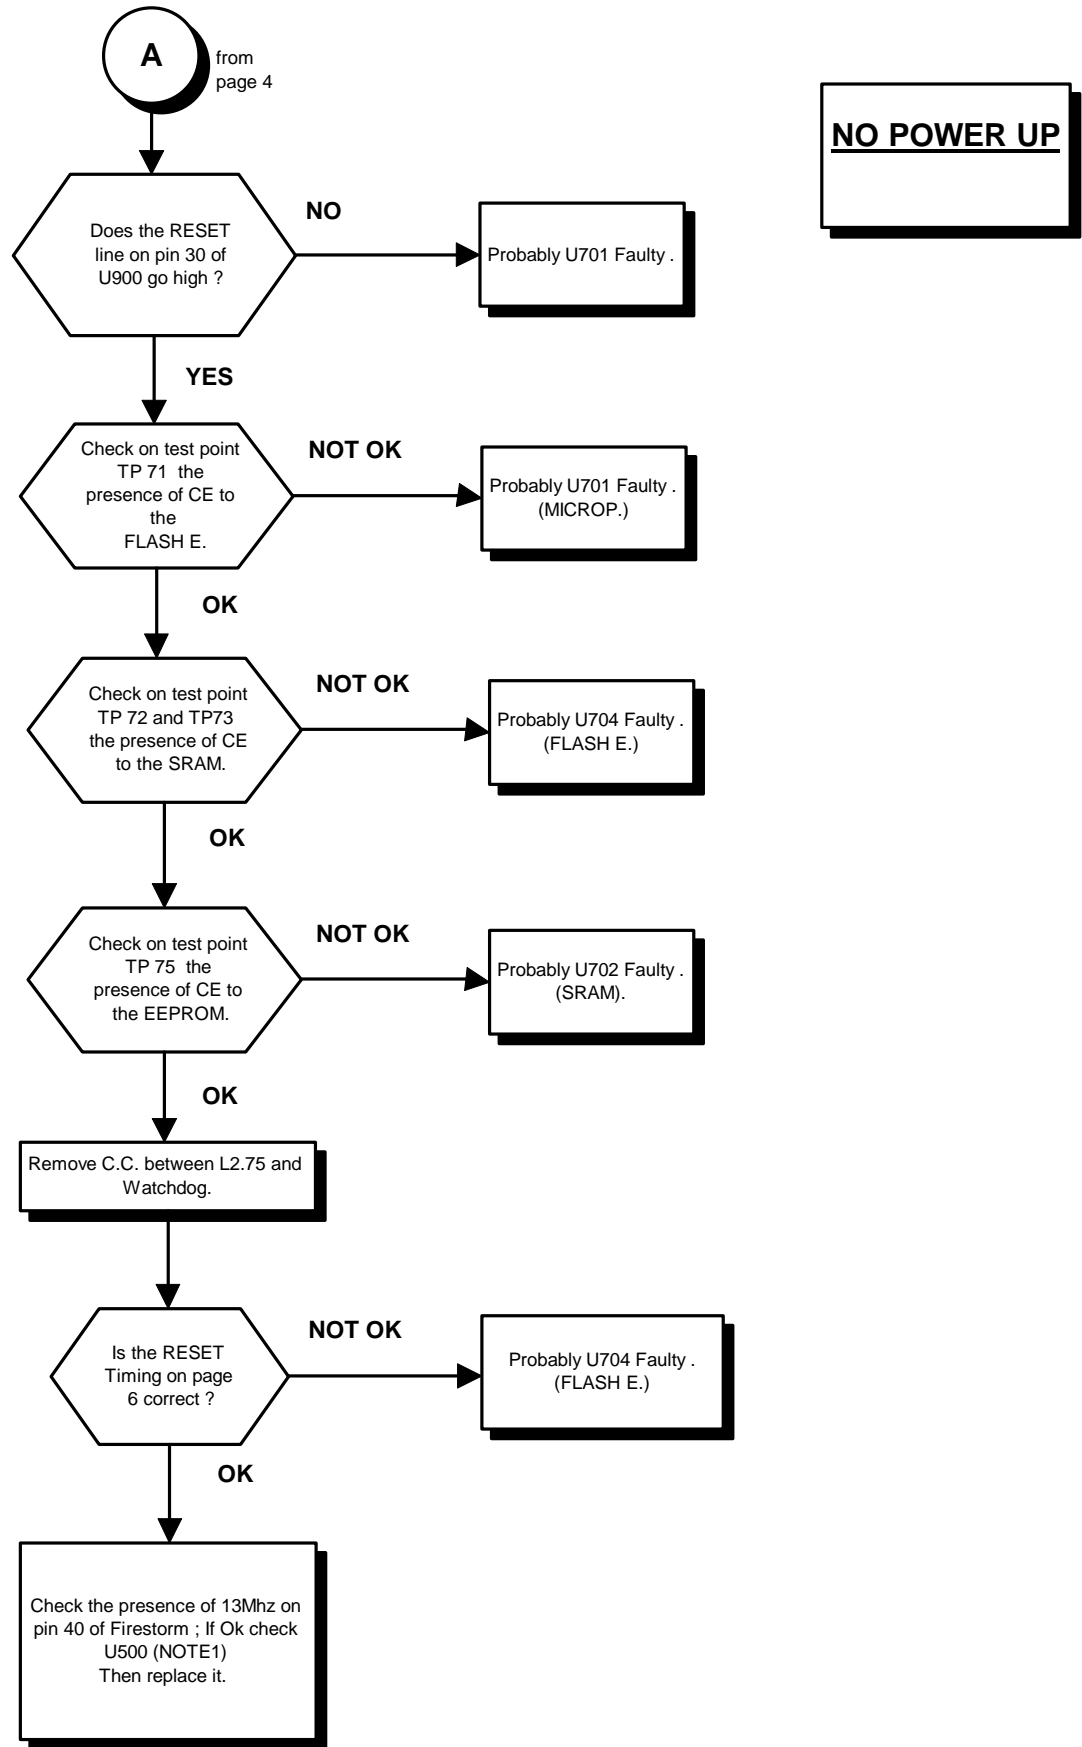 A
from
page 4
NO POWER UP
Does the RESET
line on pin 30 of
U900 go high ?
NO
Probably U701 Faulty .
YES
Check on test point
TP 71 the
presence of CE to
the
FLASH E.
NOT OK
Probably U701 Faulty .
(MICROP.)
OK
Check on test point
TP 72 and TP73
the presence of CE
to the SRAM.
NOT OK
Probably U704 Faulty .
(FLASH E.)
OK
Check on test point
TP 75 the
presence of CE to
the EEPROM.
NOT OK
Probably U702 Faulty .
(SRAM).
OK
Remove C.C. between L2.75 and
Watchdog.
Is the RESET
Timing on page
6 correct ?
NOT OK
Probably U704 Faulty .
(FLASH E.)
OK
Check the presence of 13Mhz on
pin 40 of Firestorm ; If Ok check
U500 (NOTE1)
Then replace it.